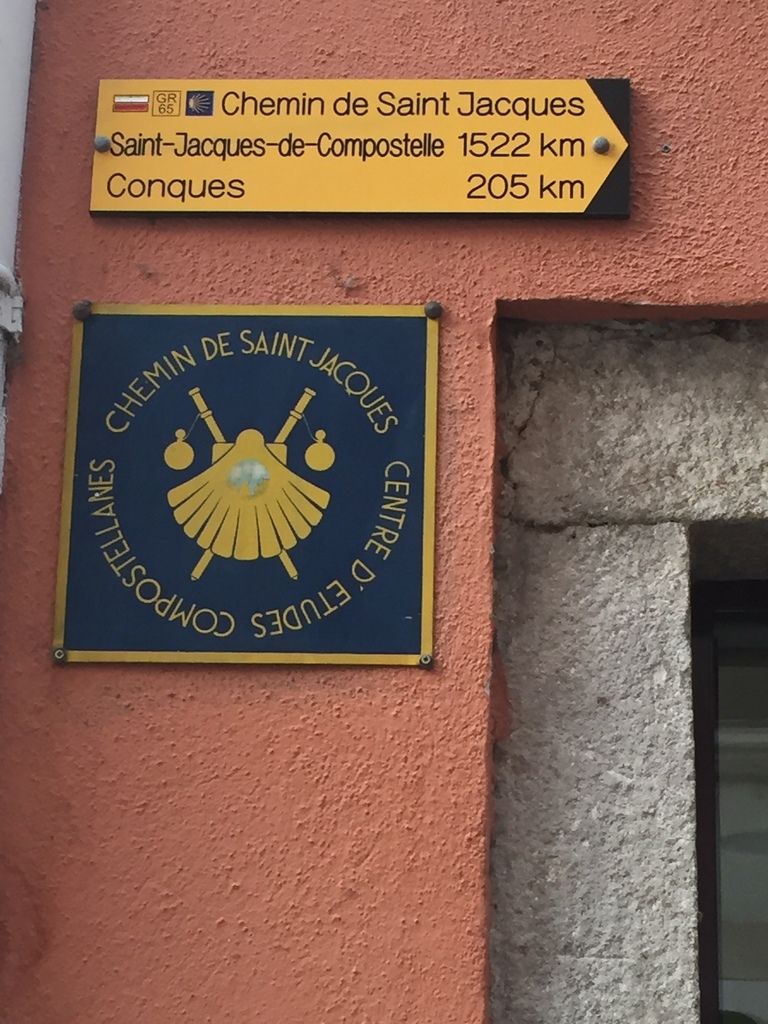 GR
65
Chemin de Saint Jacques
Saint-Jacques-de-Compostelle 1522 km
Conques 205 km
CHEMIN DE SAINT JACQUES
CENTRE D'ETUDES COMPOSTELLANES